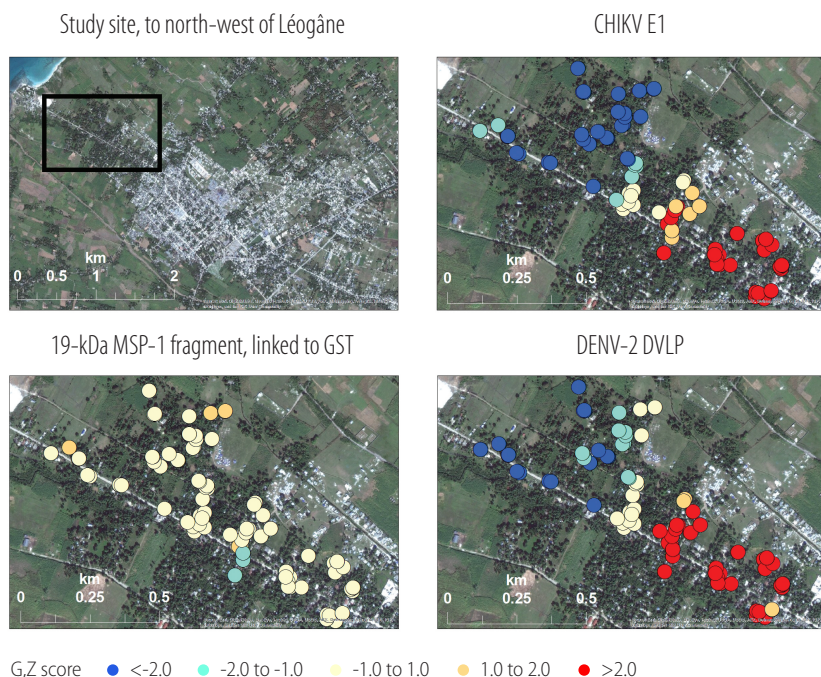 Study site, to north-west of Léogâne
CHIKV E1
km
0 0.5 1 2
km
0 0.25 0.5
19-kDa MSP-1 fragment, linked to GST
DENV-2 DVLP
km
0 0.25 0.5
km
0 0.25 0.5
G,Z score <-2.0 -2.0 to -1.0 -1.0 to 1.0 1.0 to 2.0 >2.0